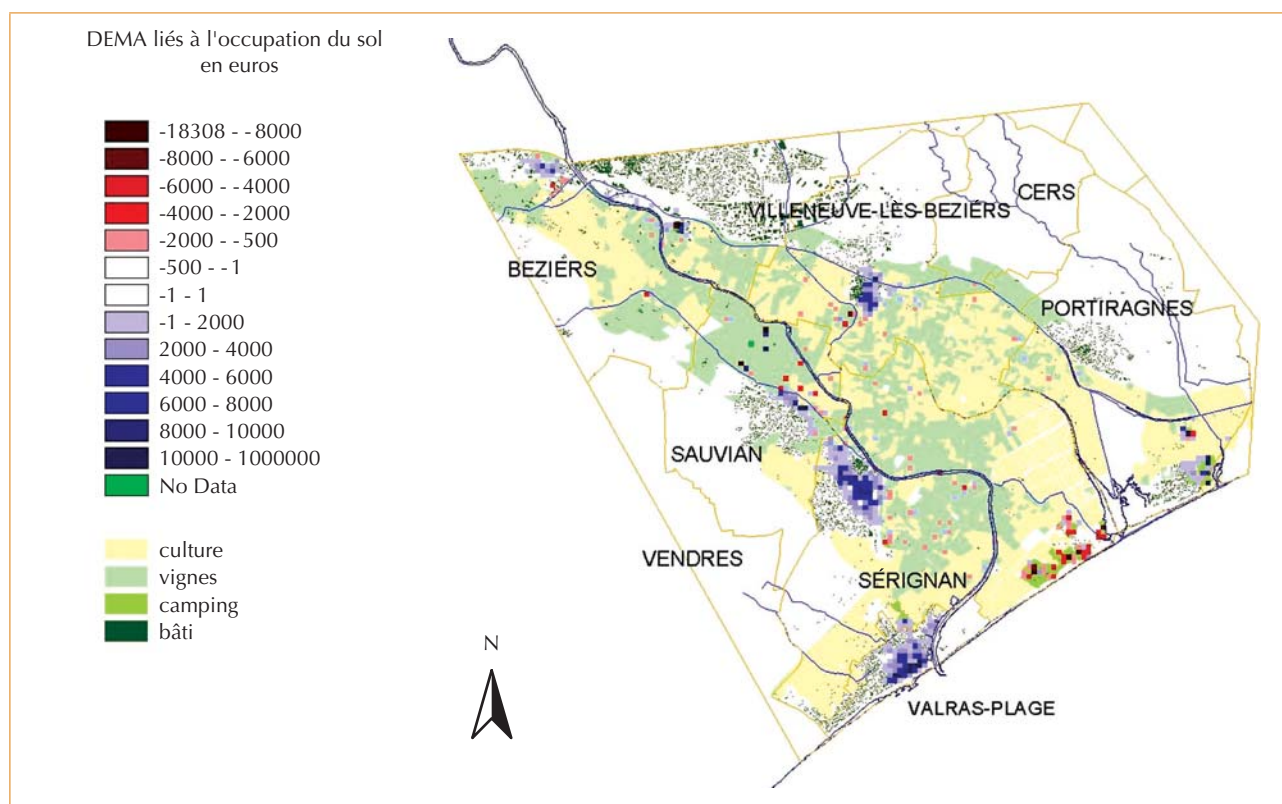 DEMA liés à l'occupation du sol
en euros
-18308 - -8000
-8000 - -6000
-6000 - -4000
-4000 - -2000
-2000 - -500
-500 - -1
-1 - 1
-1 - 2000
2000 - 4000
4000 - 6000
6000 - 8000
8000 - 10000
10000 - 1000000
No Data
culture
vignes
camping
bâti
N
CERS
VILLENEUVE-LES-BEZIERS
BEZIERS
PORTIRAGNES
SAUVIAN
VENDRES
SÉRIGNAN
VALRAS-PLAGE